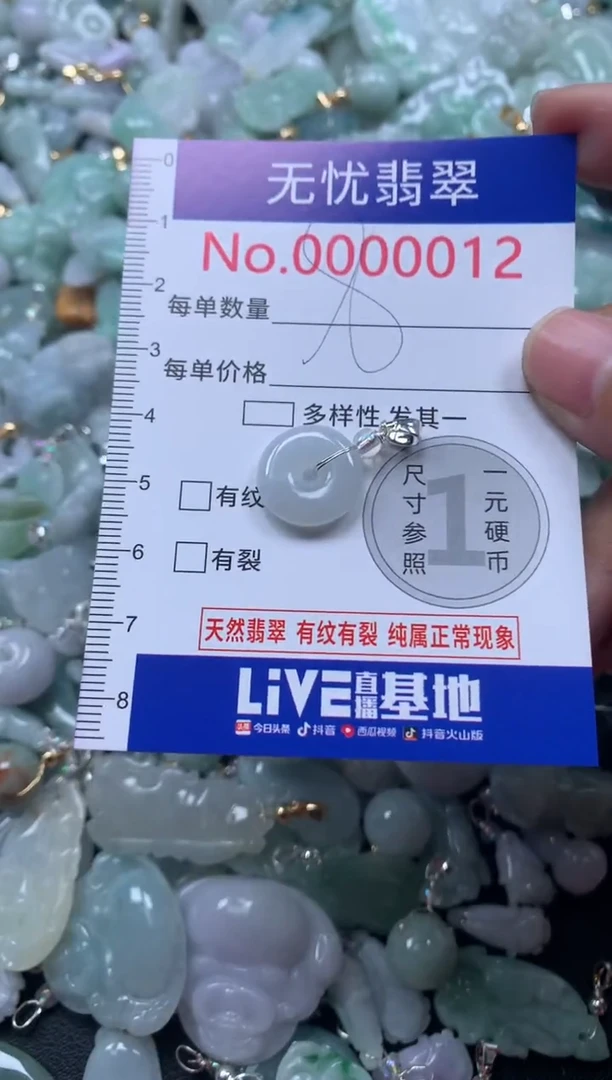 无忧翡翠
No.0000012
每单数量
每单价格
多样性 发其一
有纹
有裂
尺寸参照
1
一元硬币
天然翡翠 有纹有裂 纯属正常现象
LiVE直播基地
头条 今日头条 抖音 西瓜视频 抖音火山版
0
1
2
3
4
5
6
7
8